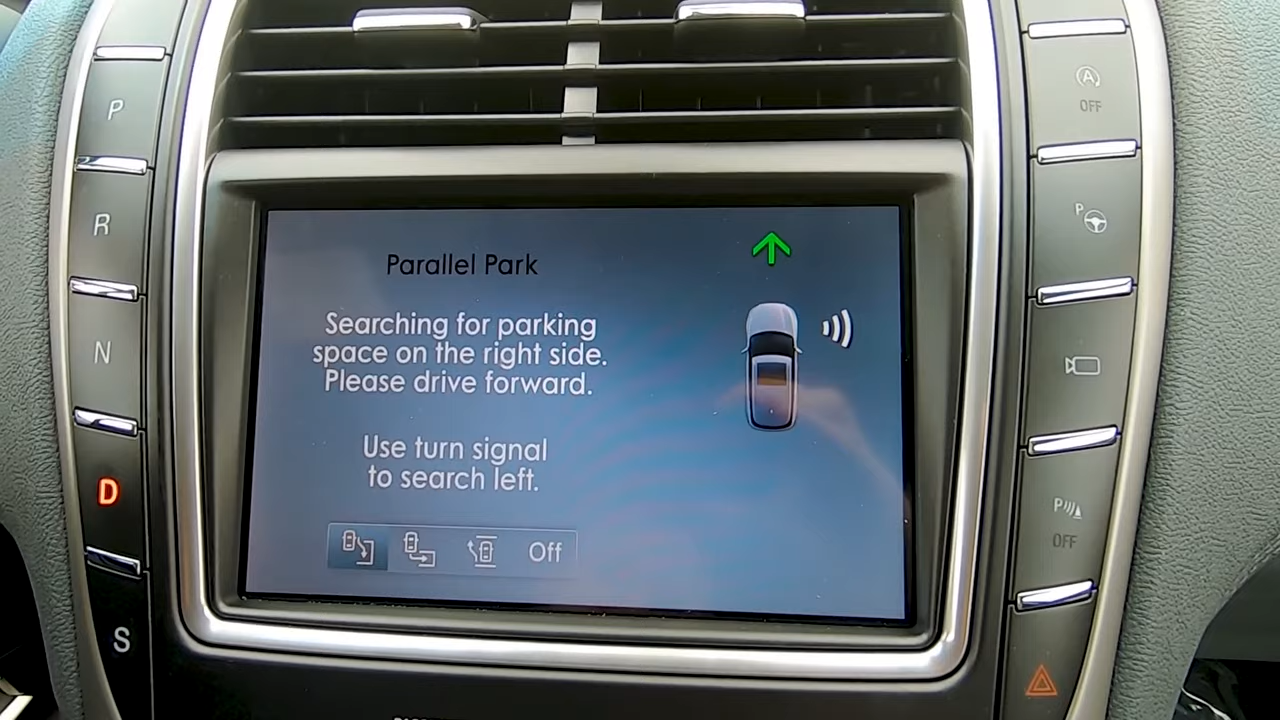 P
R
N
D
S
Parallel Park
Searching for parking
space on the right side.
Please drive forward.
Use turn signal
to search left.
Off
A
OFF
P
P
OFF